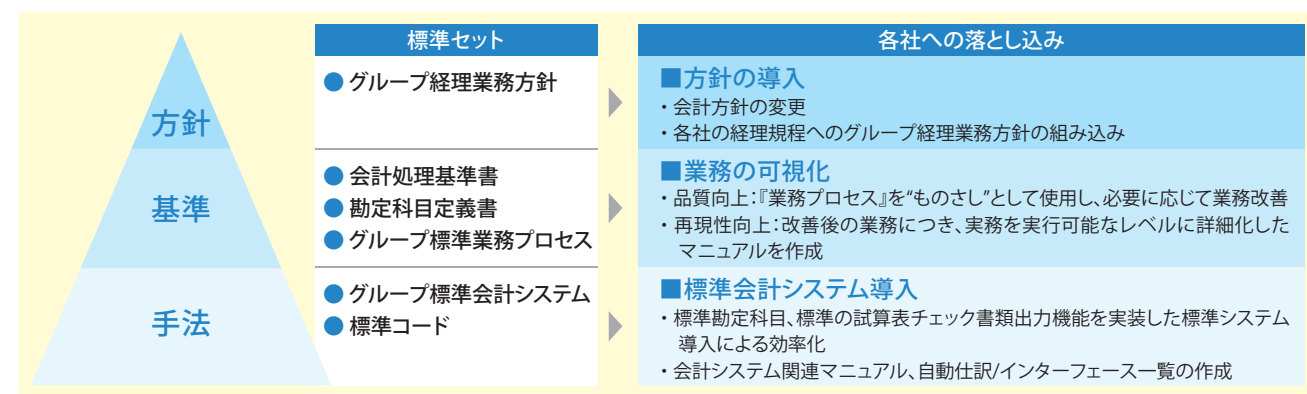 標準セット
各社への落とし込み
方針
● グループ経理業務方針
■方針の導入
・会計方針の変更
・各社の経理規程へのグループ経理業務方針の組み込み
基準
● 会計処理基準書
● 勘定科目定義書
● グループ標準業務プロセス
■業務の可視化
・品質向上：『業務プロセス』を“ものさし”として使用し、必要に応じて業務改善
・再現性向上：改善後の業務につき、実務を実行可能なレベルに詳細化した
マニュアルを作成
手法
● グループ標準会計システム
● 標準コード
■標準会計システム導入
・標準勘定科目、標準の試算表チェック書類出力機能を実装した標準システム
導入による効率化
・会計システム関連マニュアル、自動仕訳/インターフェース一覧の作成